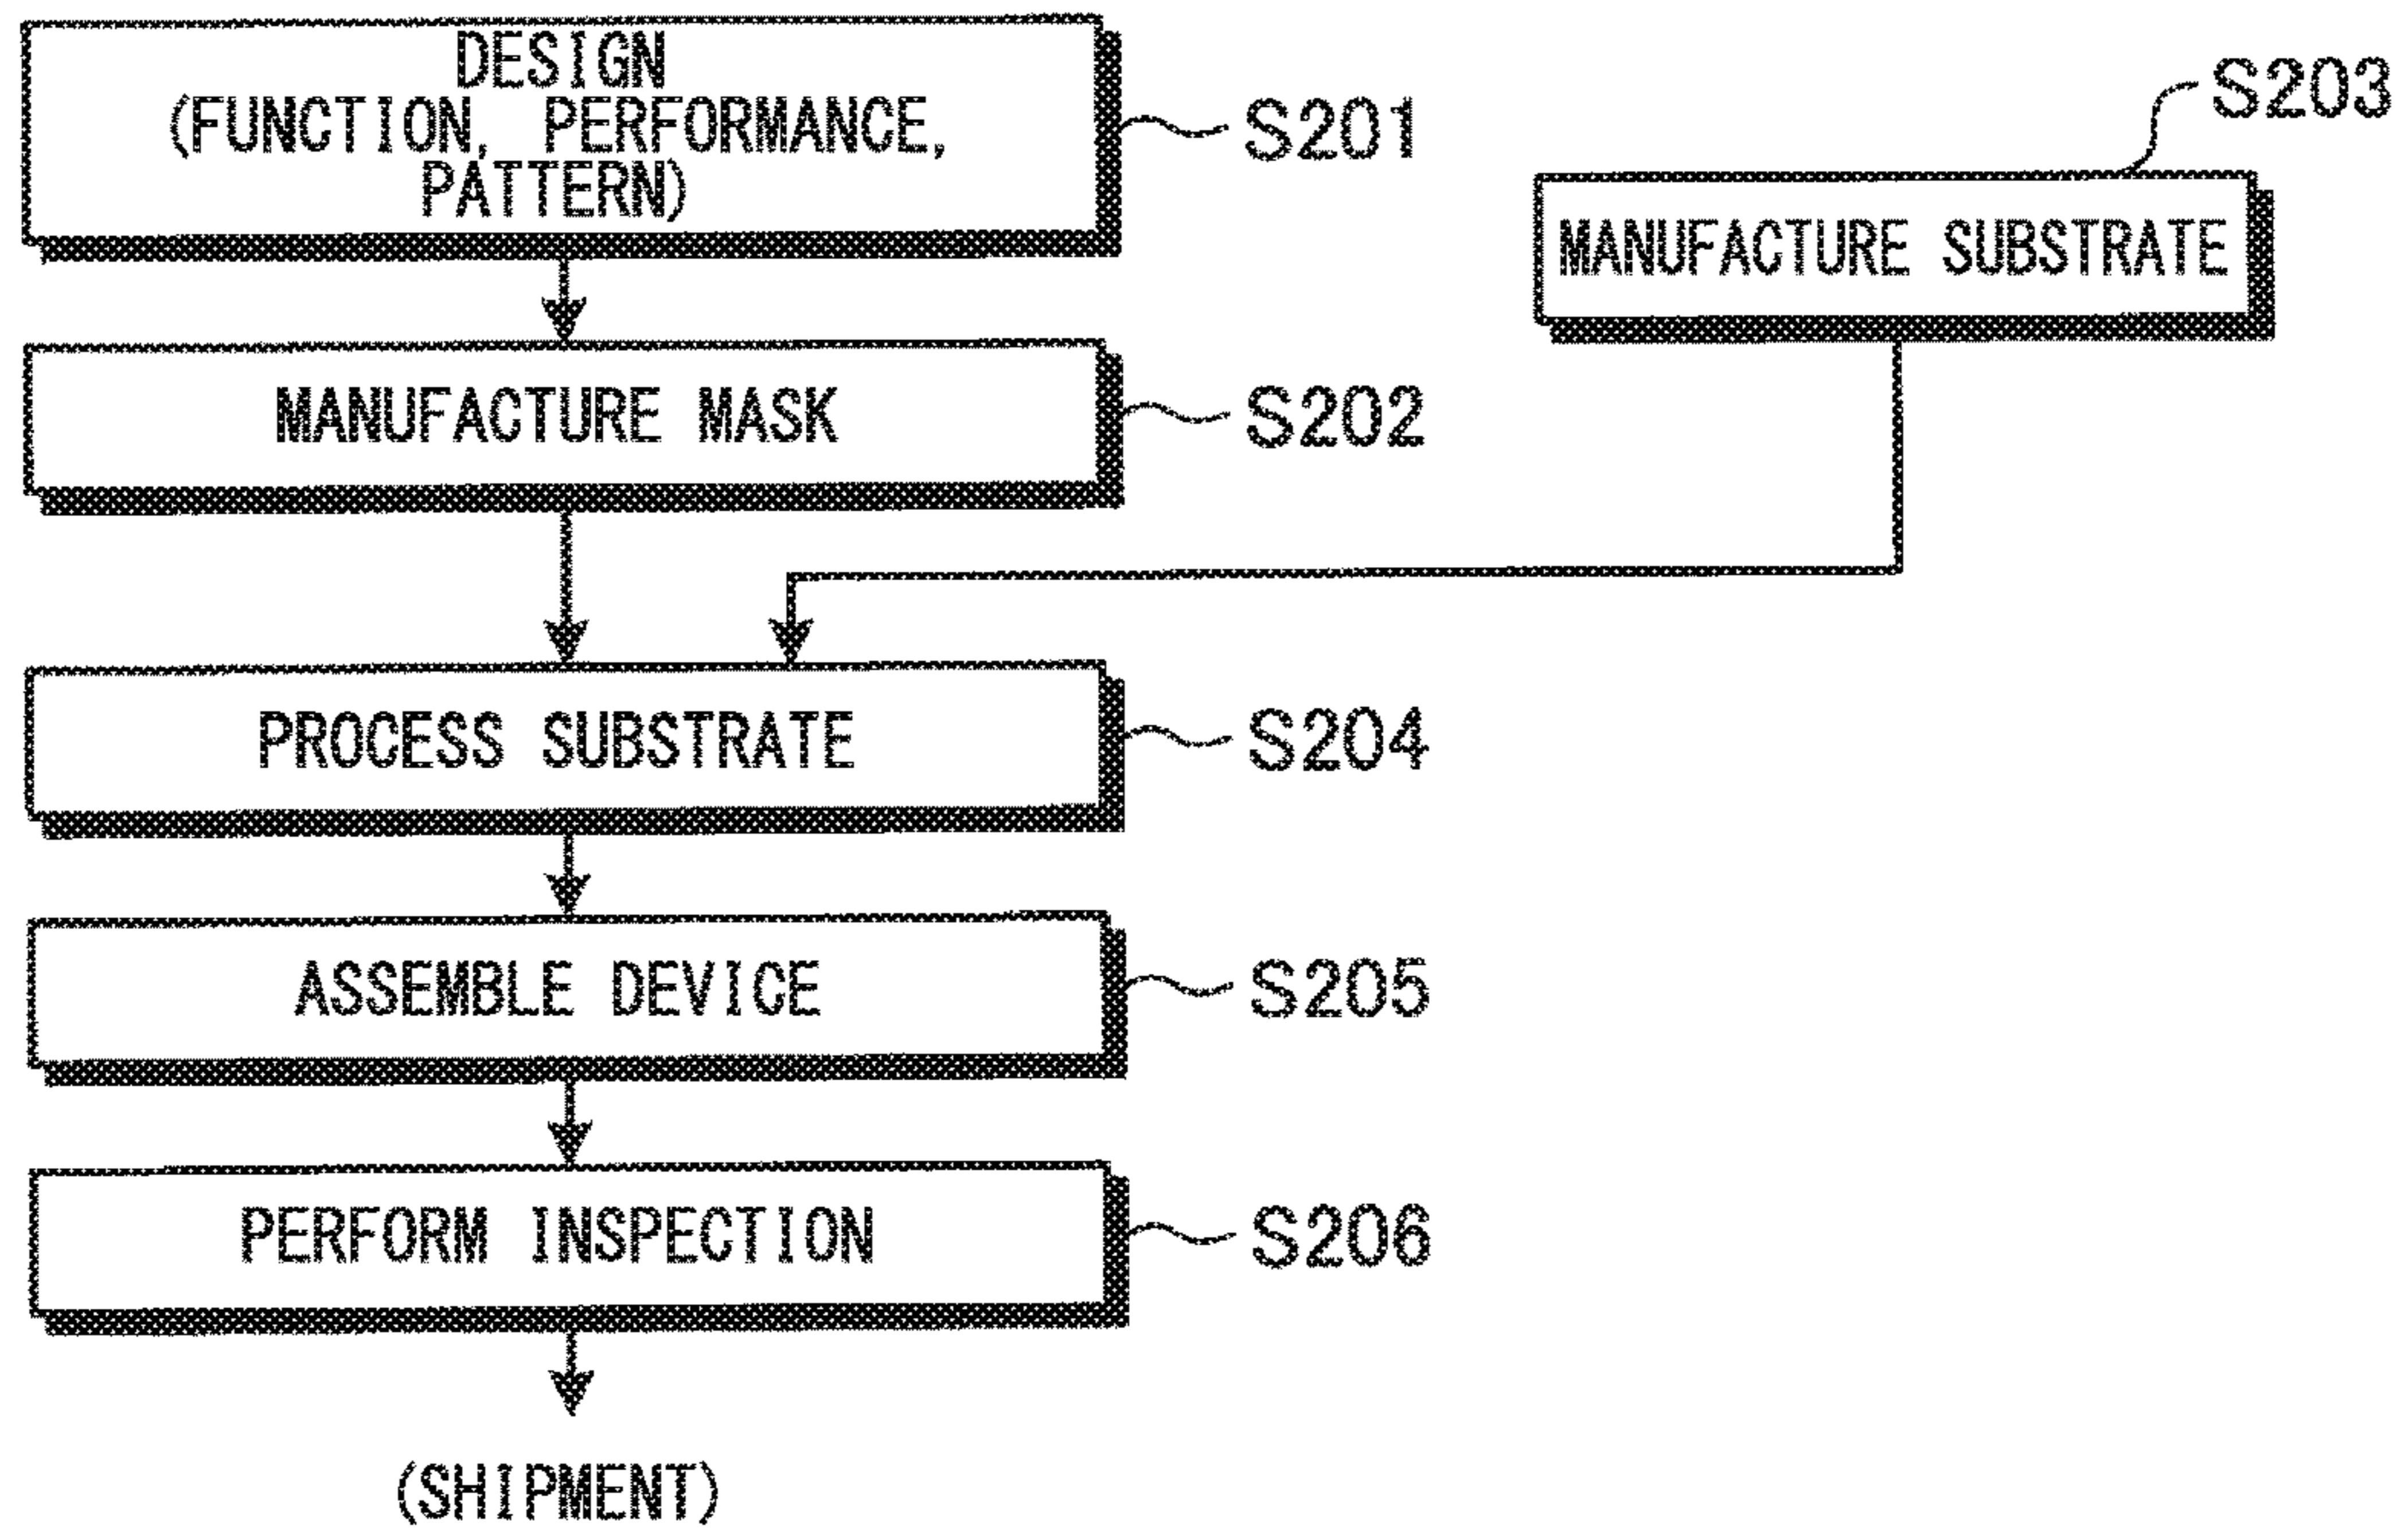 DESIGN
(FUNCTION, PERFORMANCE,
PATTERN)
S201
S203
MANUFACTURE SUBSTRATE
MANUFACTURE MASK
S202
PROCESS SUBSTRATE
S204
ASSEMBLE DEVICE
S205
PERFORM INSPECTION
S206
(SHIPMENT)